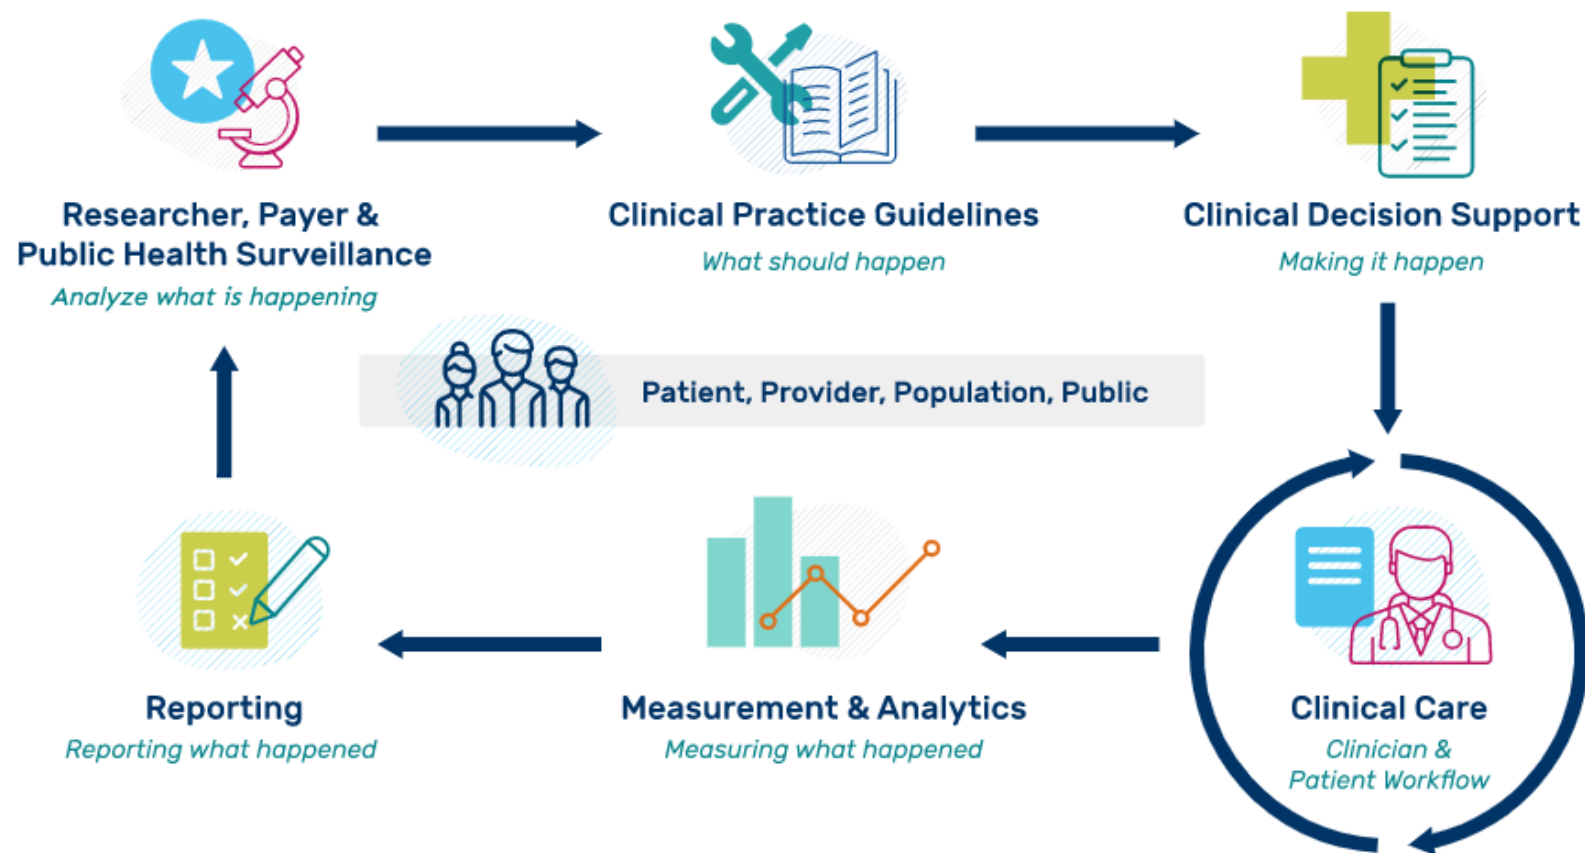 Researcher, Payer &
Public Health Surveillance
Analyze what is happening
Clinical Practice Guidelines
What should happen
Clinical Decision Support
Making it happen
Patient, Provider, Population, Public
Reporting
Reporting what happened
Measurement & Analytics
Measuring what happened
Clinical Care
Clinician &
Patient Workflow